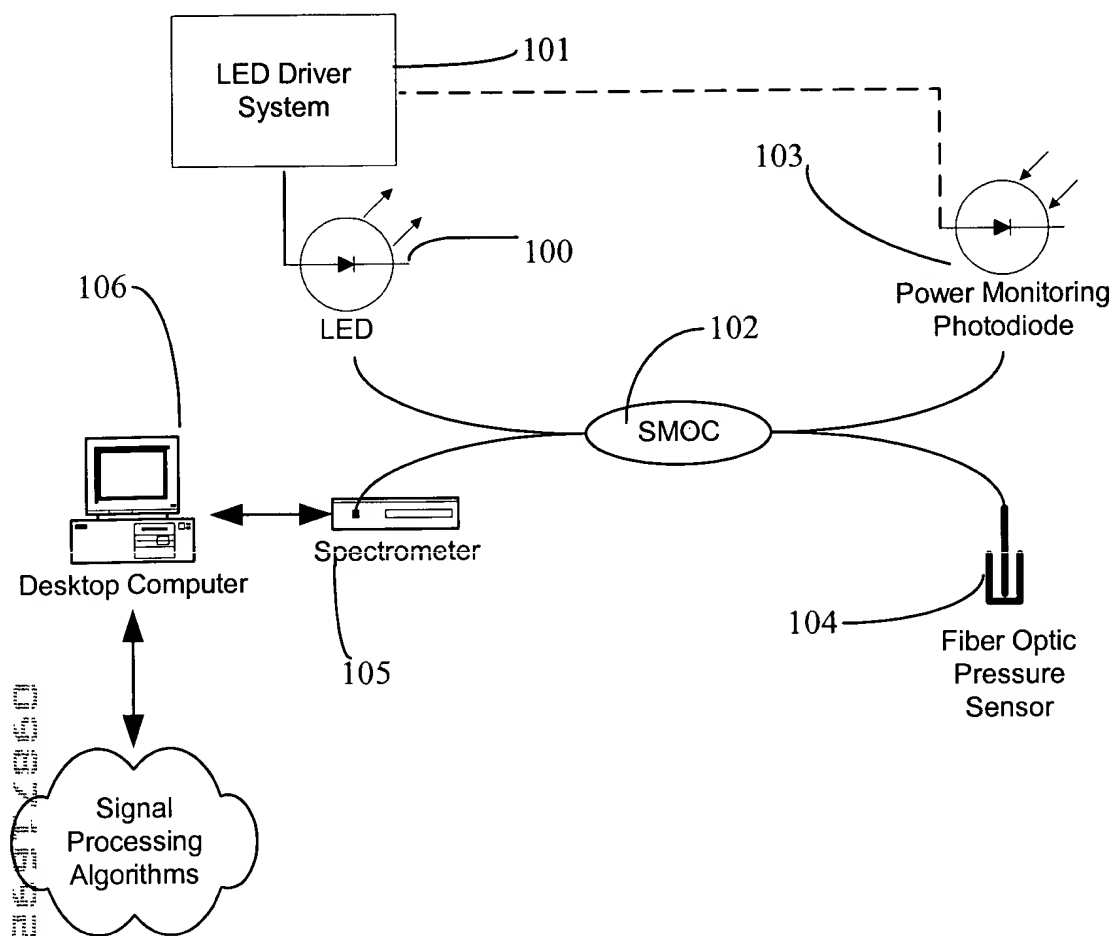 LED Driver
System
101
103
100
LED
Power Monitoring
Photodiode
106
102
SMOC
Spectrometer
Desktop Computer
105
104
Fiber Optic
Pressure
Sensor
Signal
Processing
Algorithms